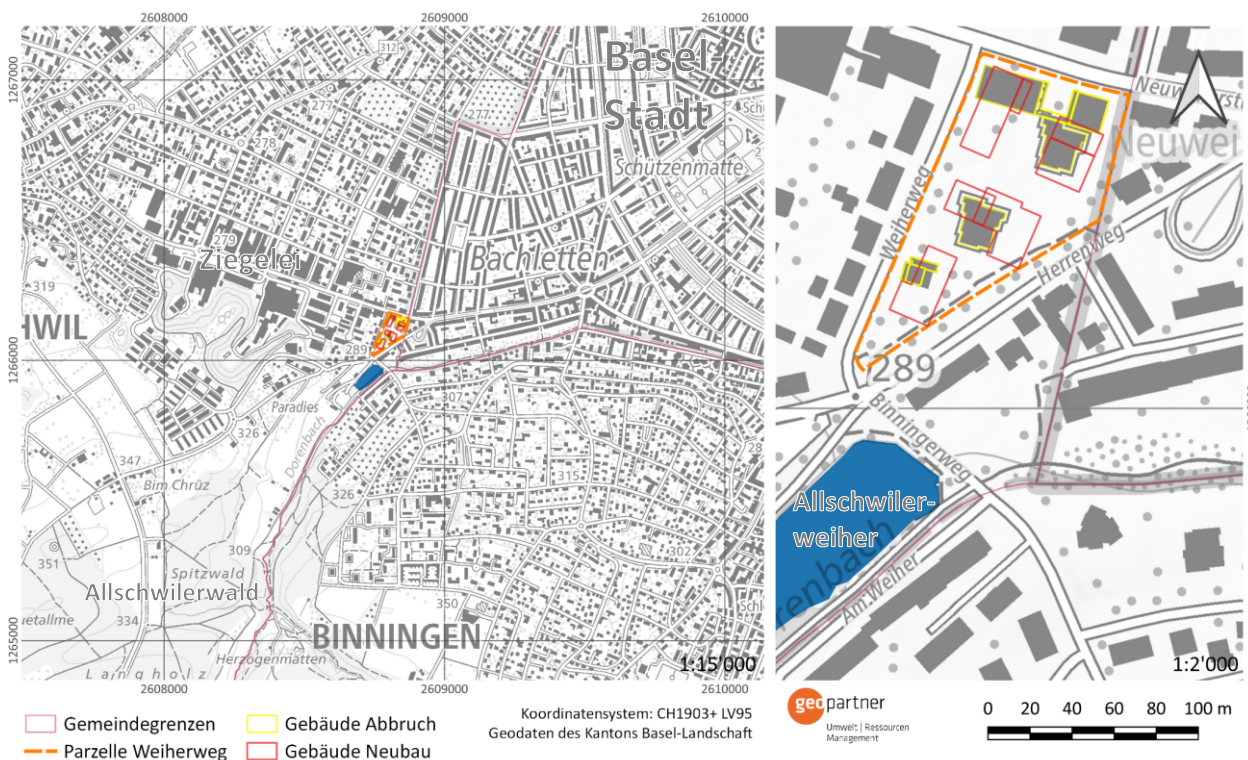 2608000
2609000
2610000
1267000
1266000
1265000
Basel-
Stadt
312
277
277
278
279
Ziegelei
Schützenmatte
Bachletten
319
HWIL
289
Paradies
Dorenbach
307
326
347
Bim Chrüz
326
315
309
302
351
Spitzwald
Allschwilerwald
334
350
BINNINGEN
Herzogenmatten
Langholz
1:15'000
2608000
2609000
2610000
Neuwei
Weiherweg
Herrenweg
289
Binningerweg
Allschwiler-
weiher
Am Weiher
1:2'000
Gemeindegrenzen
Parzelle Weiherweg
Gebäude Abbruch
Gebäude Neubau
Koordinatensystem: CH1903+ LV95
Geodaten des Kantons Basel-Landschaft
geopartner
Umwelt | Ressourcen
Management
0 20 40 60 80 100 m